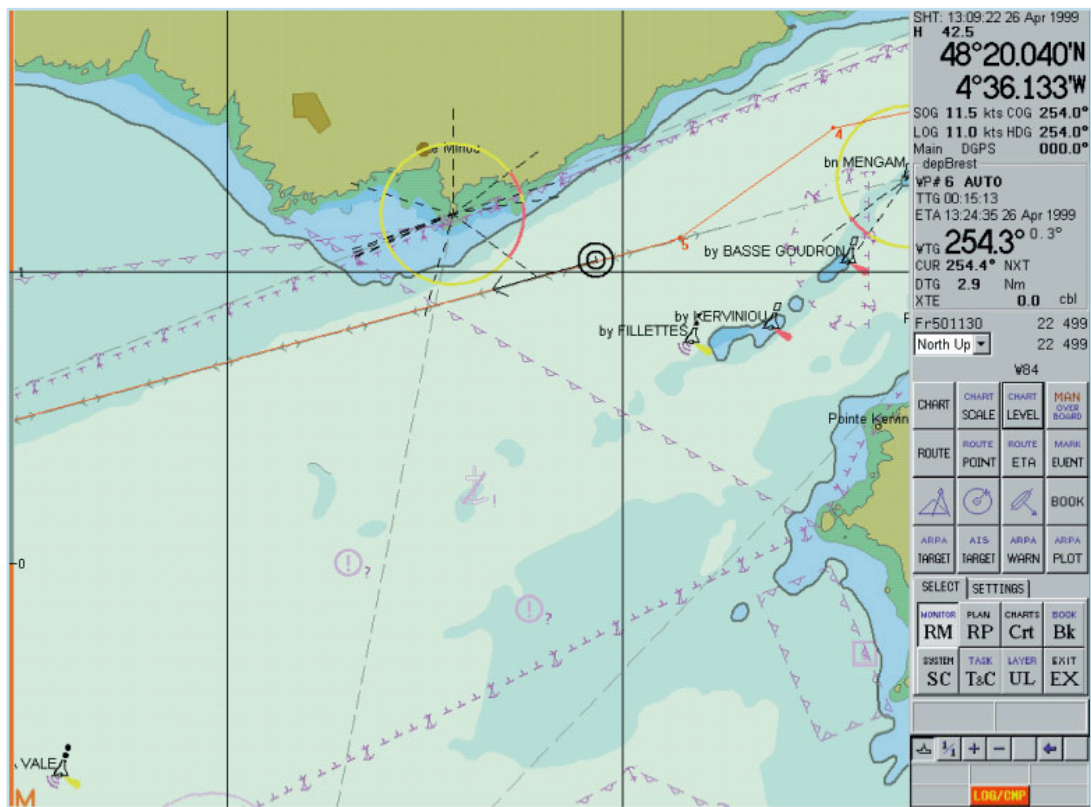 SHT: 13:09:22 26 Apr 1999
H 42.5
48°20.040'N
4°36.133'W
SOG 11.5 kts COG 254.0°
LOG 11.0 kts HDG 254.0°
Main DGPS 000.0°
depBrest
WP# 6 AUTO
TTG 00:15:13
ETA 13:24:35 26 Apr 1999
WTG 254.3° 0.3°
CUR 254.4° NXT
DTG 2.9 Nm
XTE 0.0 cbl
Fr501130 22 499
North Up 22 499
W84
CHART
CHART SCALE
CHART LEVEL
MAN OVER BOARD
ROUTE
ROUTE POINT
ROUTE ETA
MARK EVENT
BOOK
ARPA TARGET
AIS TARGET
ARPA WARN
ARPA PLOT
SELECT SETTINGS
MONITOR RM
PLAN RP
CHARTS Crt
BOOK Bk
SYSTEM SC
TASK T&C
LAYER UL
EXIT EX
1/1 + −
LOG/CMP
Minou
4
bn MENGAM
5
by BASSE GOUDRON
1
by KERVINIOU
by FILLETTES
Pointe Kervin
0
! ?
! ?
VALE
M